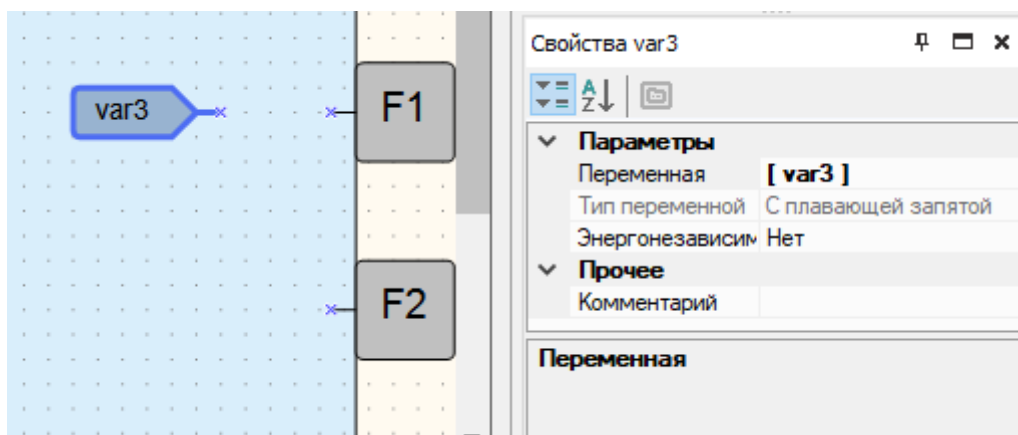 var3
F1
F2
Свойства var3
A
Z
Параметры
Переменная [ var3 ]
Тип переменной С плавающей запятой
Энергонезависим Нет
Прочее
Комментарий
Переменная